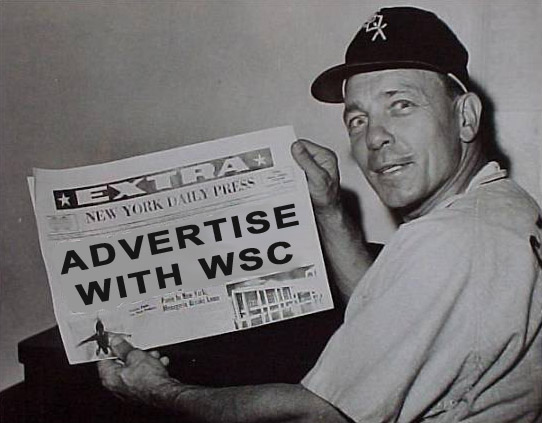 EXTRA
NEW YORK DAILY PRESS
ADVERTISE
WITH WSC